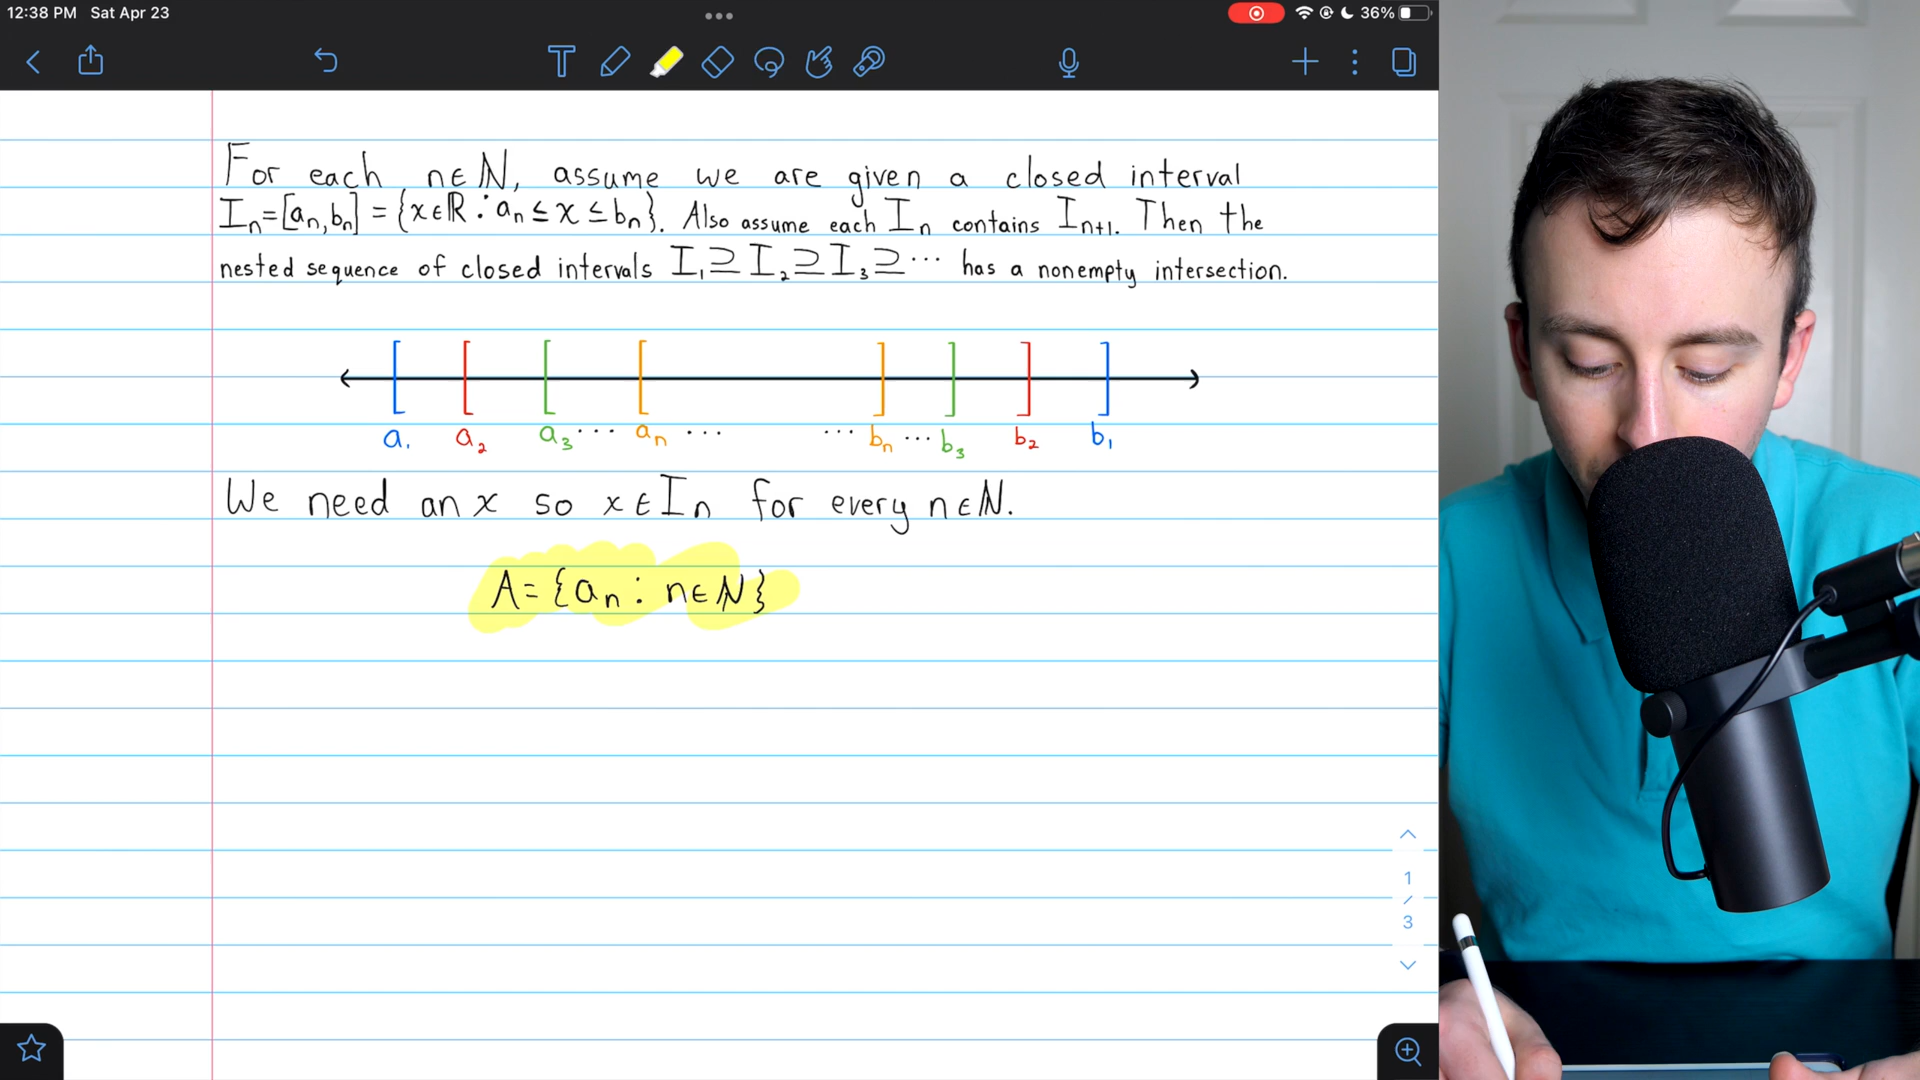 12:38 PM Sat Apr 23
36%
For each n∈ℕ, assume we are given a closed interval
Iₙ=[aₙ,bₙ] = {x∈ℝ : aₙ ≤ x ≤ bₙ}. Also assume each Iₙ contains Iₙ₊₁. Then the
nested sequence of closed intervals I₁⊇I₂⊇I₃⊇··· has a nonempty intersection.
a₁ a₂ a₃ ··· aₙ ··· ··· bₙ ··· b₃ b₂ b₁
We need an x so x∈Iₙ for every n∈ℕ.
A={aₙ : n∈ℕ}
1
/
3